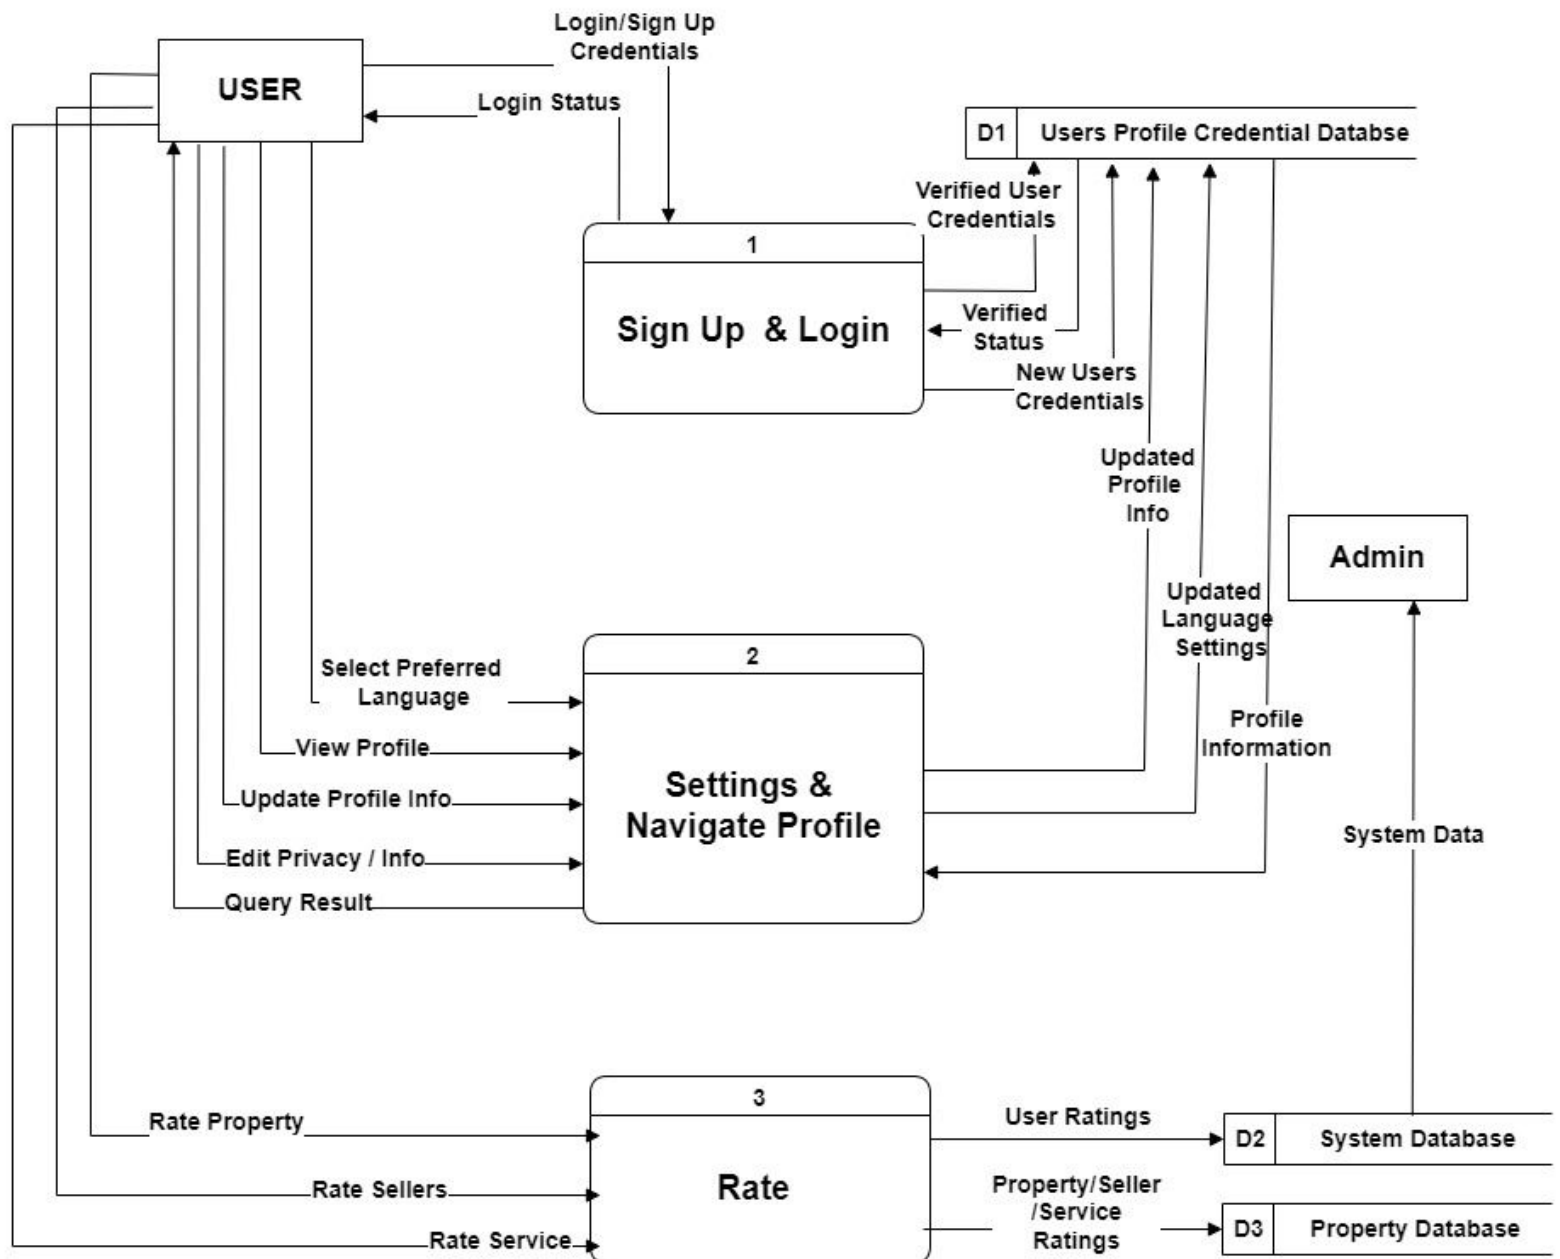 Login/Sign Up
Credentials
USER
Login Status
D1
Users Profile Credential Databse
Verified User
Credentials
1
Sign Up & Login
Verified
Status
New Users
Credentials
Updated
Profile
Info
Admin
Updated
Language
Settings
2
Select Preferred
Language
Profile
Information
View Profile
Settings &
Navigate Profile
Update Profile Info
System Data
Edit Privacy / Info
Query Result
3
Rate Property
User Ratings
D2
System Database
Rate
Rate Sellers
Property/Seller
/Service
Ratings
D3
Property Database
Rate Service